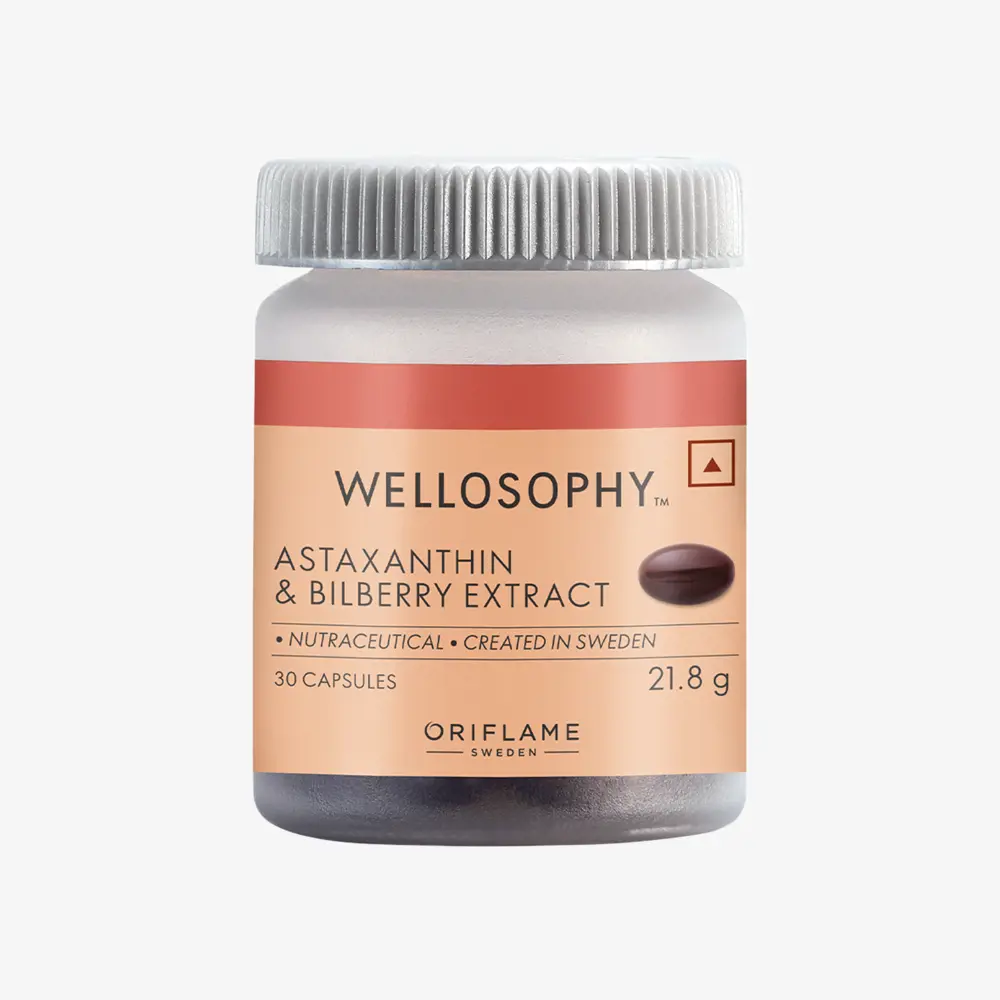 WELLOSOPHY™
ASTAXANTHIN
& BILBERRY EXTRACT
• NUTRACEUTICAL • CREATED IN SWEDEN
30 CAPSULES 21.8 g
ORIFLAME
SWEDEN